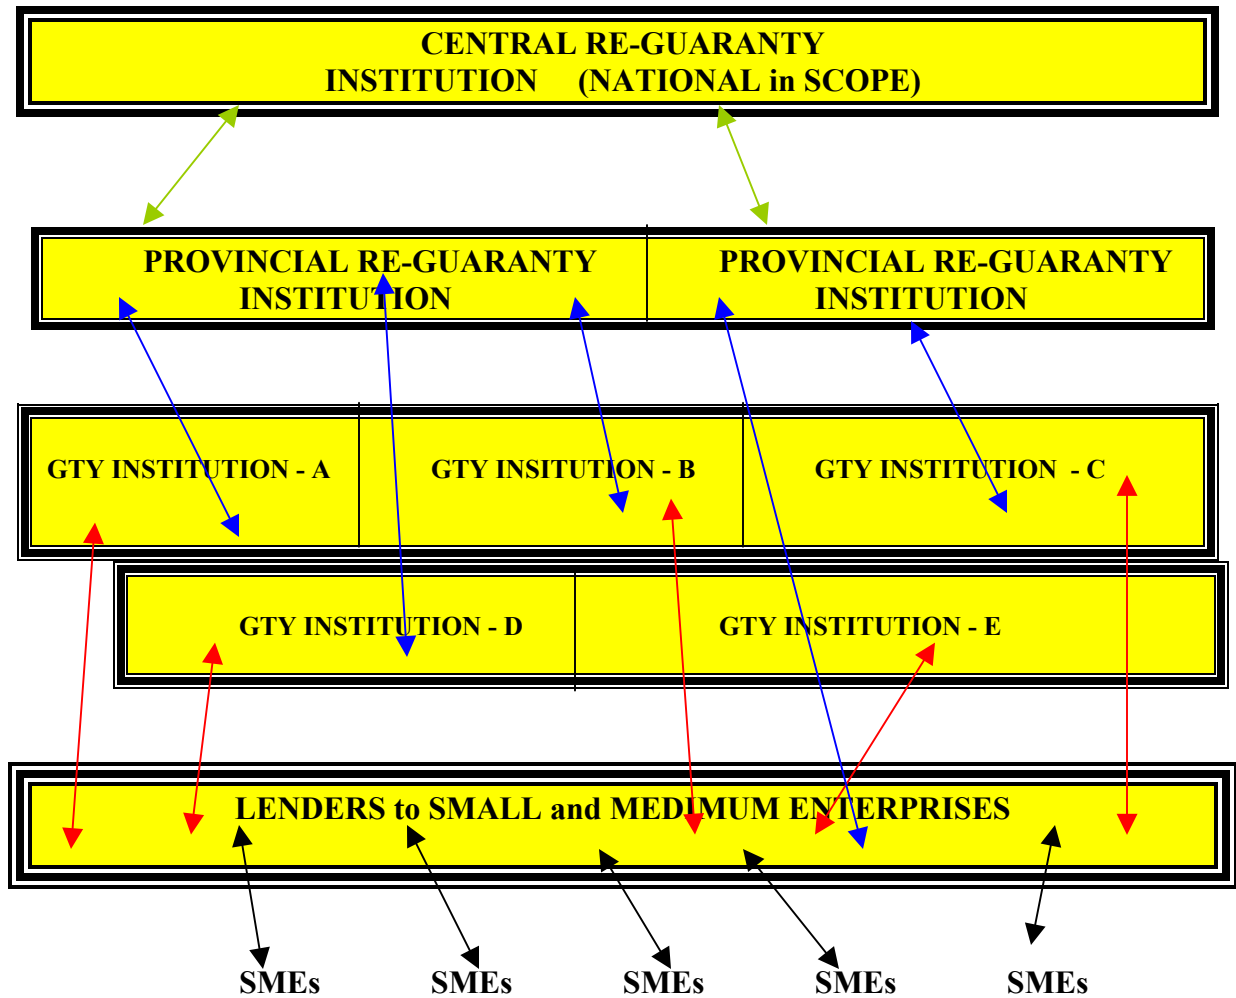 CENTRAL RE-GUARANTY
INSTITUTION (NATIONAL in SCOPE)
PROVINCIAL RE-GUARANTY
INSTITUTION
PROVINCIAL RE-GUARANTY
INSTITUTION
GTY INSTITUTION - A
GTY INSITUTION - B
GTY INSTITUTION - C
GTY INSTITUTION - D
GTY INSTITUTION - E
LENDERS to SMALL and MEDIMUM ENTERPRISES
SMEs
SMEs
SMEs
SMEs
SMEs